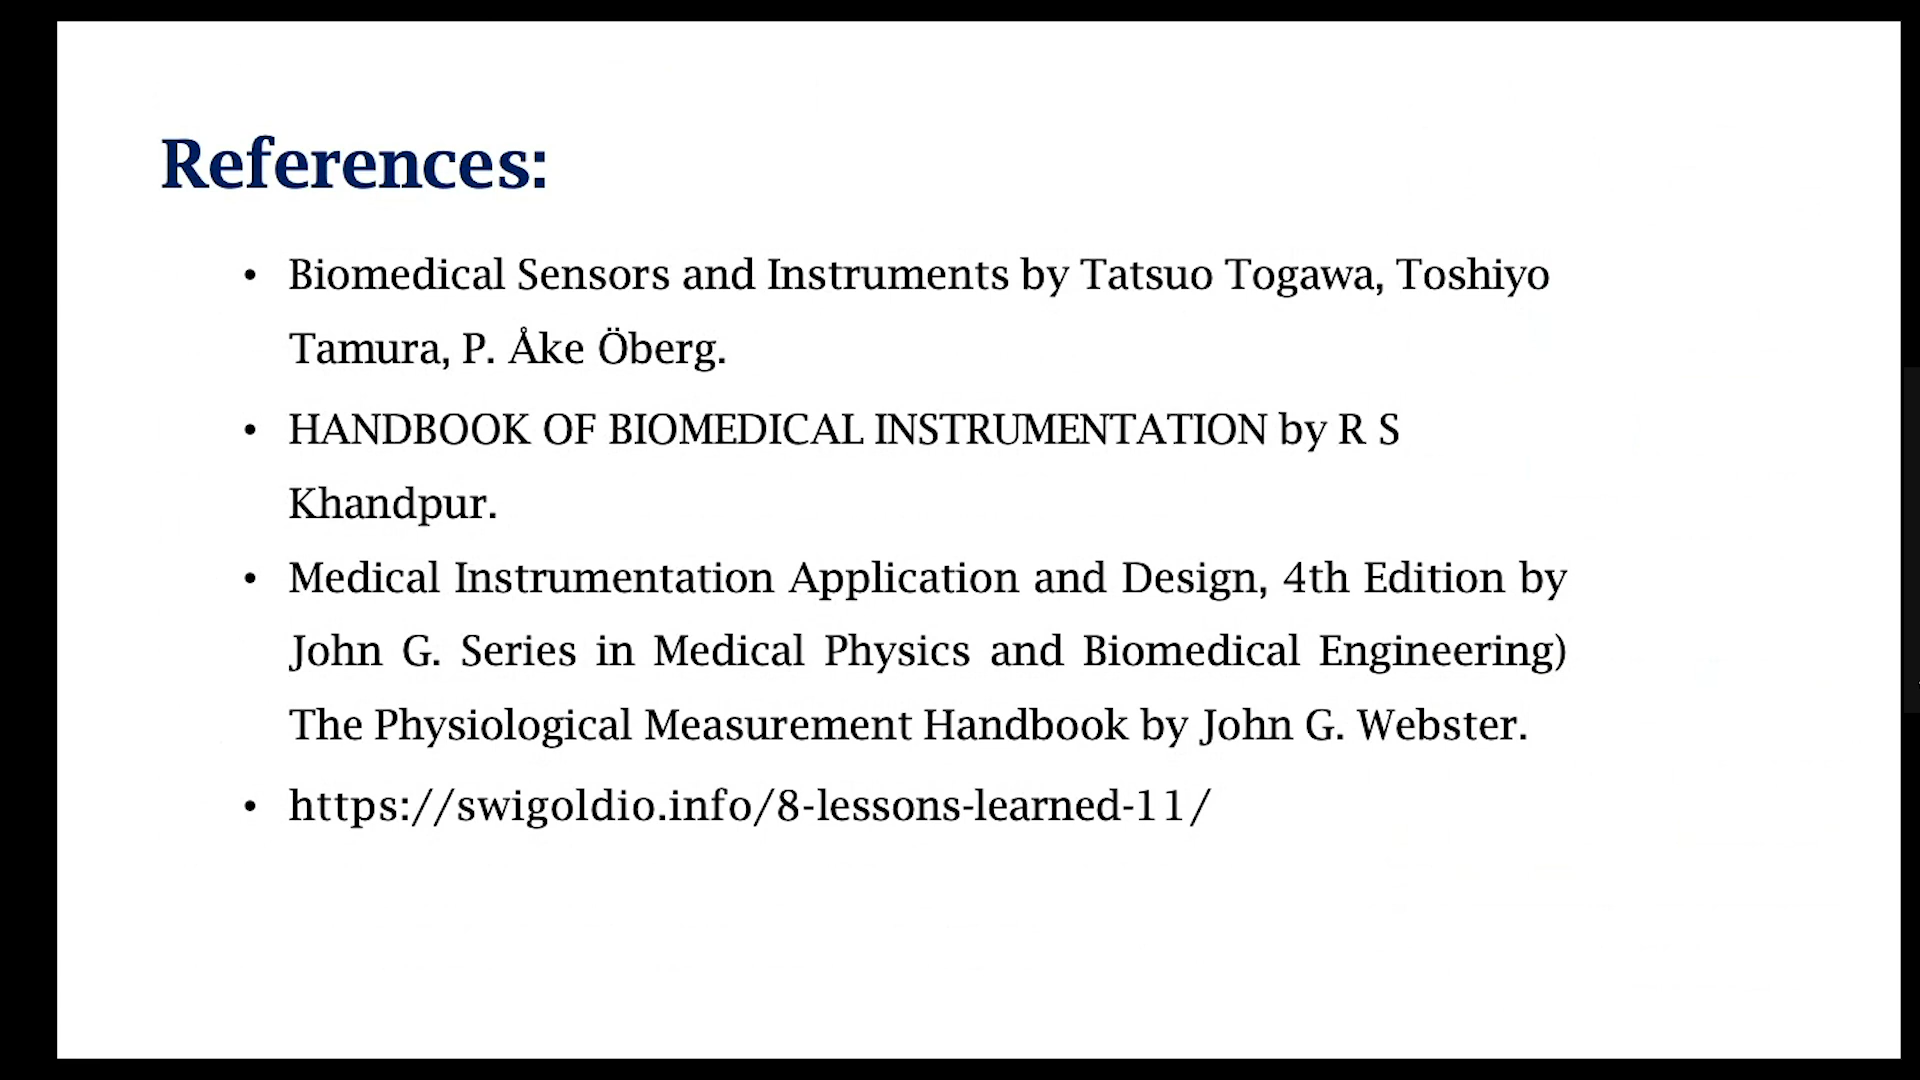 References:
• Biomedical Sensors and Instruments by Tatsuo Togawa, Toshiyo
Tamura, P. Åke Öberg.
• HANDBOOK OF BIOMEDICAL INSTRUMENTATION by R S
Khandpur.
• Medical Instrumentation Application and Design, 4th Edition by
John G. Series in Medical Physics and Biomedical Engineering)
The Physiological Measurement Handbook by John G. Webster.
• https://swigoldio.info/8-lessons-learned-11/